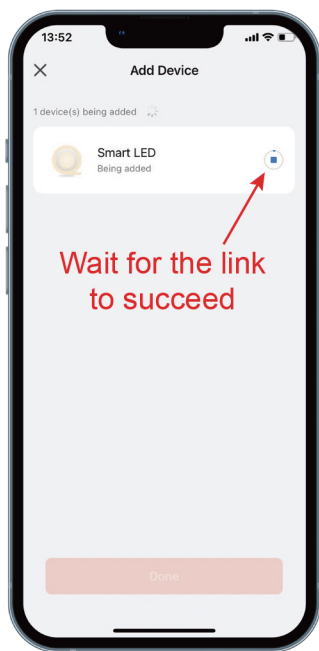 13:52
Add Device
1 device(s) being added
Smart LED
Being added
Wait for the link
to succeed
Done